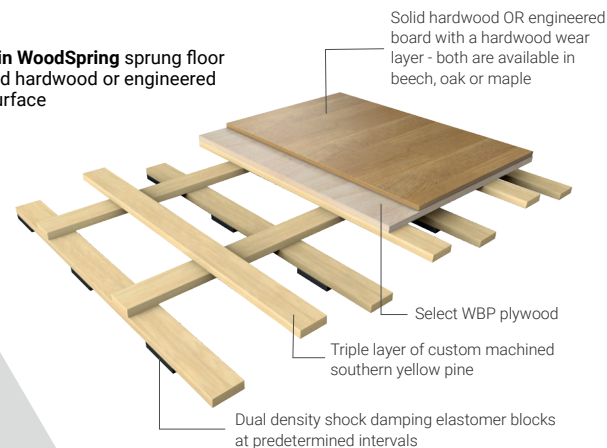 Solid hardwood OR engineered
board with a hardwood wear
layer - both are available in
beech, oak or maple
in WoodSpring sprung floor
d hardwood or engineered
urface
Select WBP plywood
Triple layer of custom machined
southern yellow pine
Dual density shock damping elastomer blocks
at predetermined intervals